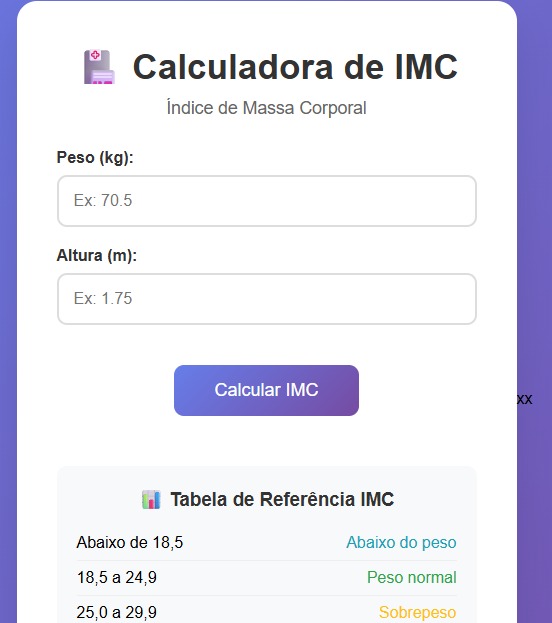 Calculadora de IMC
Índice de Massa Corporal
Peso (kg):
Ex: 70.5
Altura (m):
Ex: 1.75
Calcular IMC
xx
Tabela de Referência IMC
Abaixo de 18,5 Abaixo do peso
18,5 a 24,9 Peso normal
25,0 a 29,9 Sobrepeso